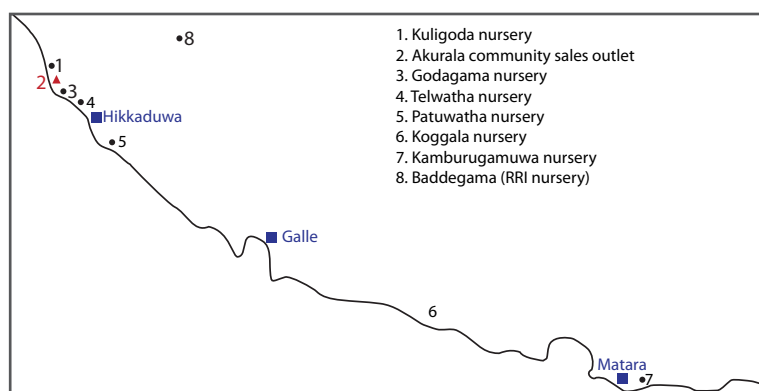 8
1
2
3
4
Hikkaduwa
5
Galle
6
Matara
7
1. Kuligoda nursery
2. Akurala community sales outlet
3. Godagama nursery
4. Telwatha nursery
5. Patuwatha nursery
6. Koggala nursery
7. Kamburugamuwa nursery
8. Baddegama (RRI nursery)